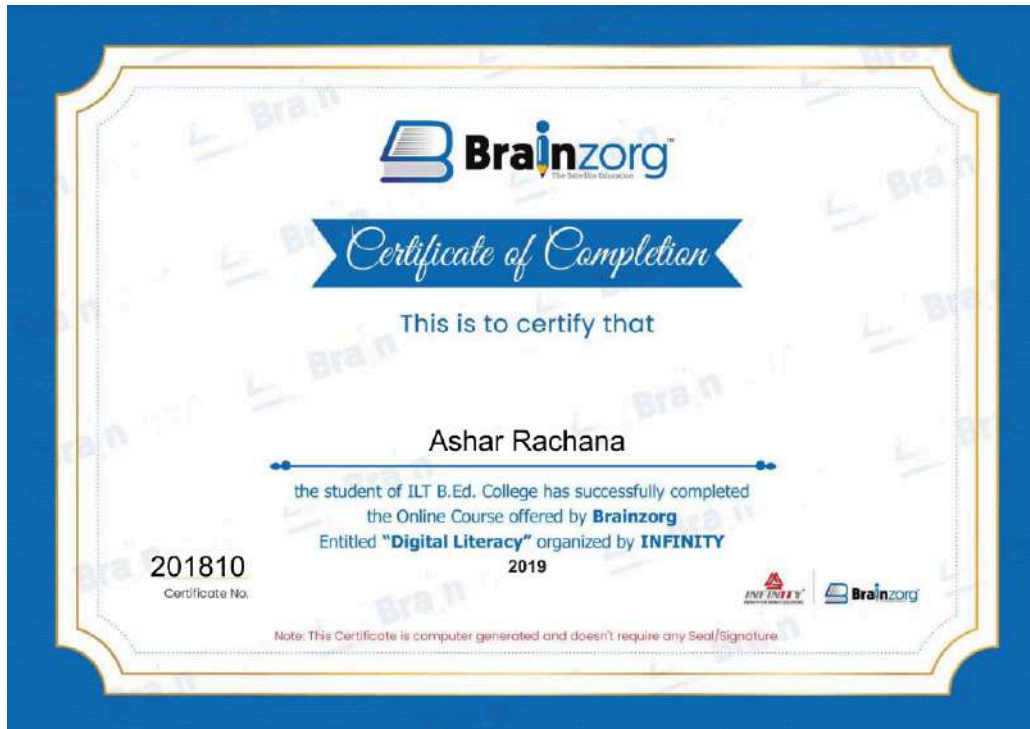 Brainzorg™
The Satellite Education
Certificate of Completion
This is to certify that
Ashar Rachana
the student of ILT B.Ed. College has successfully completed
the Online Course offered by Brainzorg
Entitled "Digital Literacy" organized by INFINITY
2019
201810
Certificate No.
INFINITY
Brainzorg
Note: This Certificate is computer generated and doesn't require any Seal/Signature.